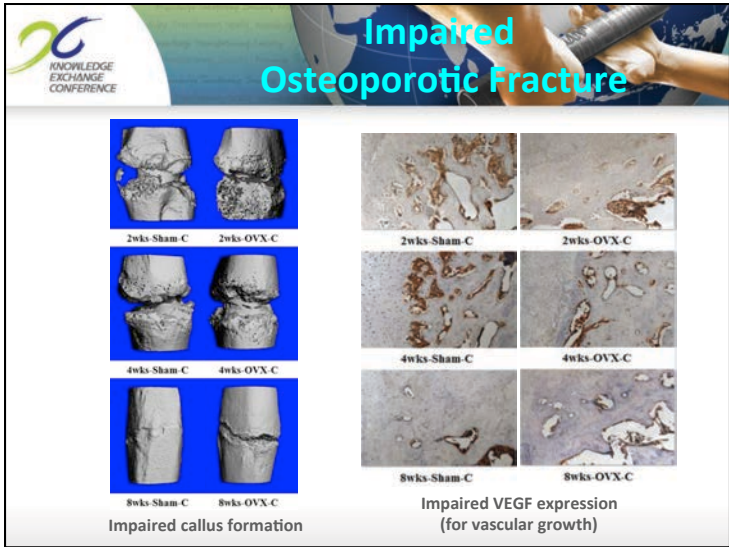 KNOWLEDGE
EXCHANGE
CONFERENCE
Impaired
Osteoporotic Fracture
2wks-Sham-C
2wks-OVX-C
2wks-Sham-C
2wks-OVX-C
4wks-Sham-C
4wks-OVX-C
4wks-Sham-C
4wks-OVX-C
8wks-Sham-C
8wks-OVX-C
8wks-Sham-C
8wks-OVX-C
Impaired callus formation
Impaired VEGF expression
(for vascular growth)